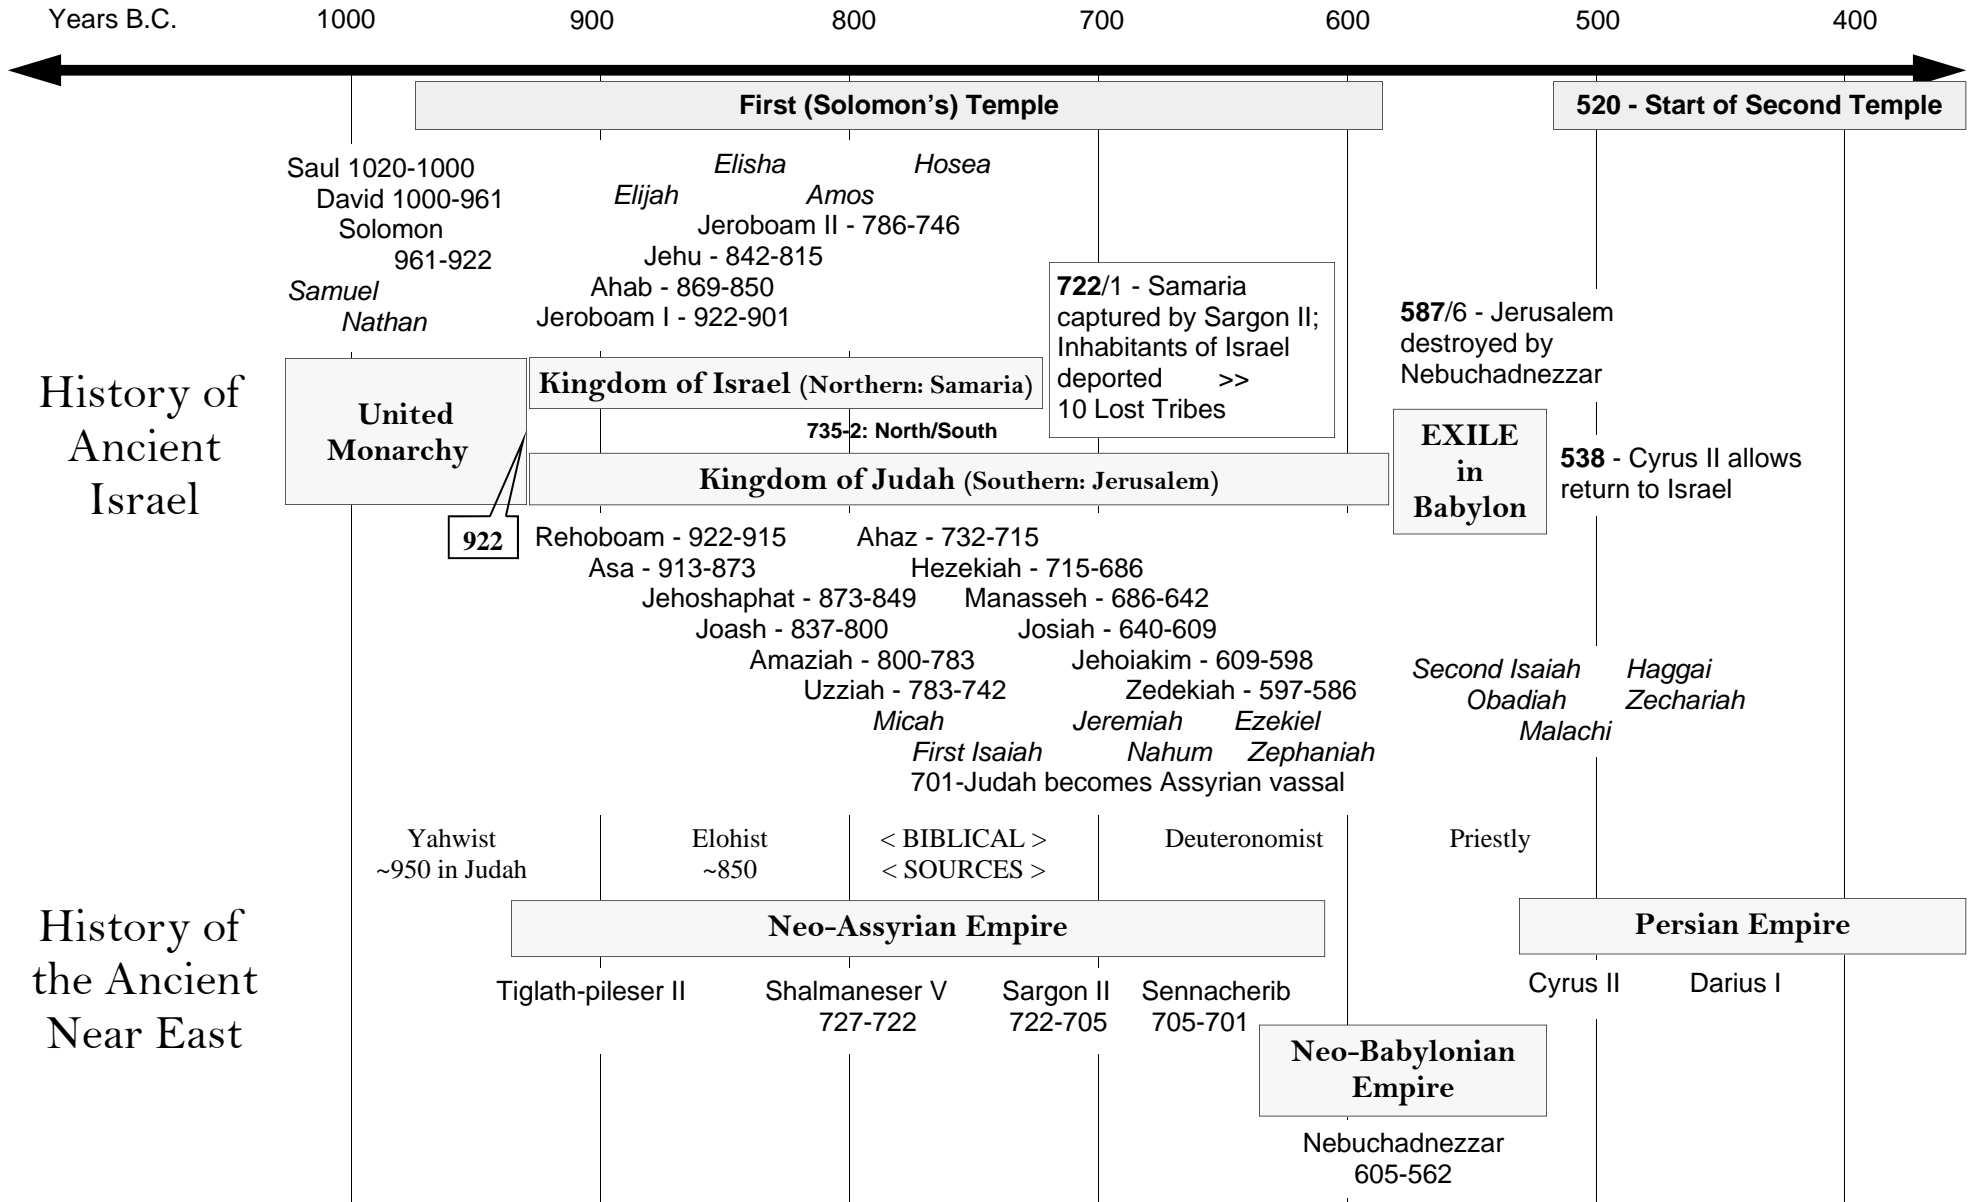 Years B.C. 1000 900 800 700 600 500 400
First (Solomon's) Temple
520 - Start of Second Temple
Saul 1020-1000
David 1000-961
Solomon
961-922
Samuel
Nathan
Elisha Hosea
Elijah Amos
Jeroboam II - 786-746
Jehu - 842-815
Ahab - 869-850
Jeroboam I - 922-901
722/1 - Samaria
captured by Sargon II;
Inhabitants of Israel
deported >>
10 Lost Tribes
587/6 - Jerusalem
destroyed by
Nebuchadnezzar
History of
Ancient
Israel
United
Monarchy
Kingdom of Israel (Northern: Samaria)
735-2: North/South
Kingdom of Judah (Southern: Jerusalem)
922
EXILE
in
Babylon
538 - Cyrus II allows
return to Israel
Rehoboam - 922-915
Asa - 913-873
Jehoshaphat - 873-849
Joash - 837-800
Amaziah - 800-783
Uzziah - 783-742
Ahaz - 732-715
Hezekiah - 715-686
Manasseh - 686-642
Josiah - 640-609
Jehoiakim - 609-598
Zedekiah - 597-586
Micah Jeremiah Ezekiel
First Isaiah Nahum Zephaniah
701-Judah becomes Assyrian vassal
Second Isaiah Haggai
Obadiah Zechariah
Malachi
Yahwist
~950 in Judah
Elohist
~850
< BIBLICAL >
< SOURCES >
Deuteronomist
Priestly
History of
the Ancient
Near East
Neo-Assyrian Empire
Persian Empire
Tiglath-pileser II
Shalmaneser V
727-722
Sargon II
722-705
Sennacherib
705-701
Cyrus II Darius I
Neo-Babylonian
Empire
Nebuchadnezzar
605-562